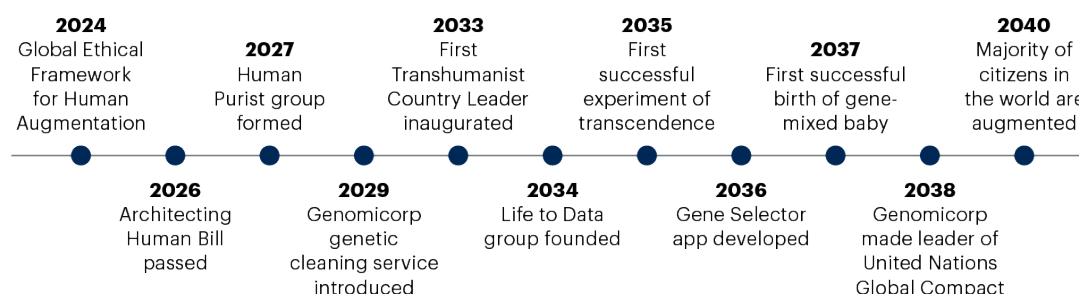 2024
Global Ethical
Framework
for Human
Augmentation
2026
Architecting
Human Bill
passed
2027
Human
Purist group
formed
2029
Genomicorp
genetic
cleaning service
introduced
2033
First
Transhumanist
Country Leader
inaugurated
2034
Life to Data
group founded
2035
First
successful
experiment of
transcendence
2036
Gene Selector
app developed
2037
First successful
birth of gene-
mixed baby
2038
Genomicorp
made leader of
United Nations
Global Compact
2040
Majority of
citizens in
the world are
augmented